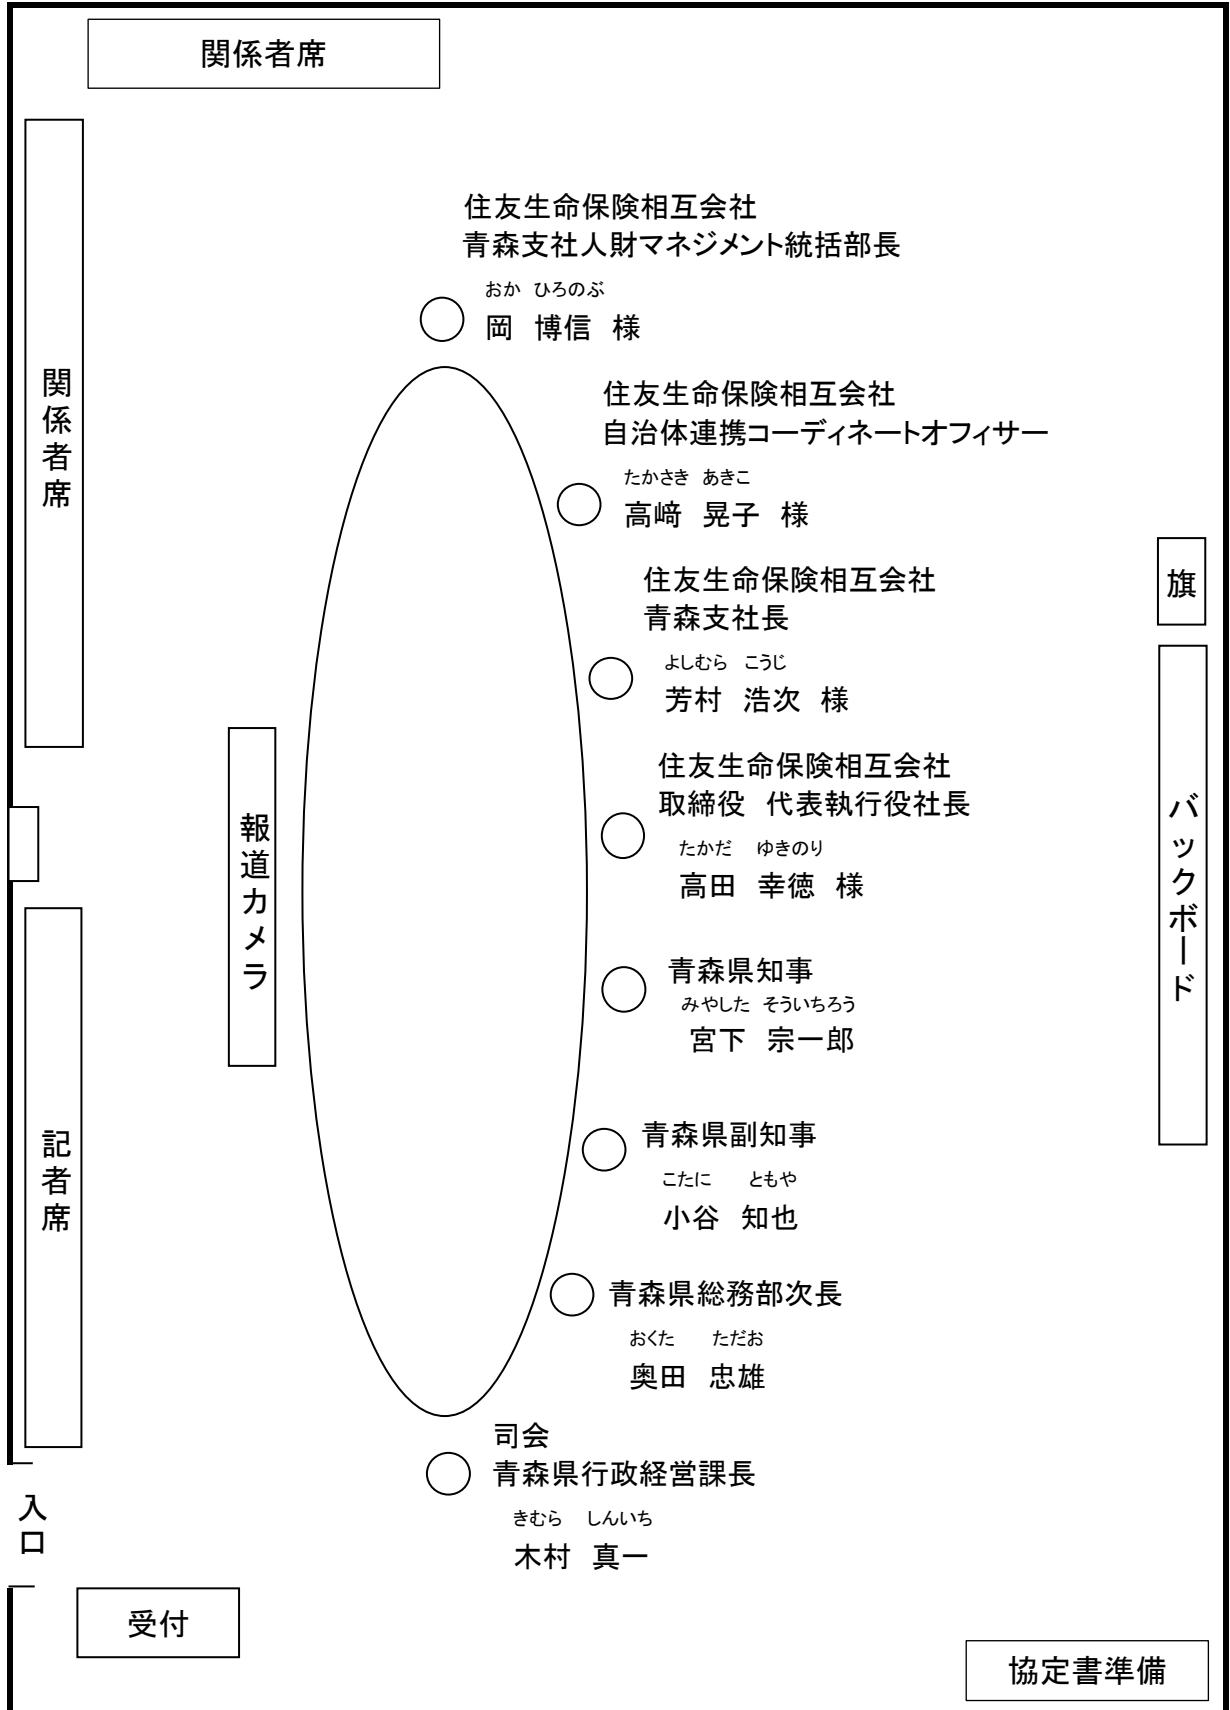 関係者席
住友生命保険相互会社
青森支社人財マネジメント統括部長
おか ひろのぶ
岡 博信 様
関係者席
住友生命保険相互会社
自治体連携コーディネートオフィサー
たかさき あきこ
高﨑 晃子 様
旗
住友生命保険相互会社
青森支社長
よしむら こうじ
芳村 浩次 様
バックボード
報道カメラ
住友生命保険相互会社
取締役 代表執行役社長
たかだ ゆきのり
高田 幸徳 様
青森県知事
みやした そういちろう
宮下 宗一郎
記者席
青森県副知事
こたに ともや
小谷 知也
青森県総務部次長
おくた ただお
奥田 忠雄
司会
青森県行政経営課長
きむら しんいち
木村 真一
入口
受付
協定書準備